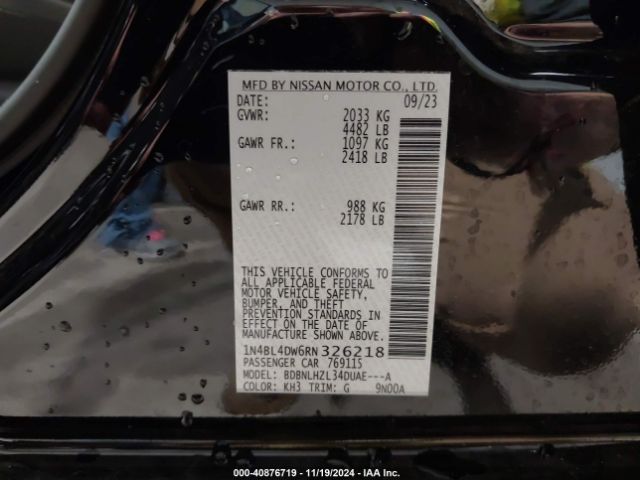 MFD BY NISSAN MOTOR CO., LTD.
DATE: 09/23
GVWR: 2033 KG
4482 LB
GAWR FR.: 1097 KG
2418 LB
GAWR RR.: 988 KG
2178 LB
THIS VEHICLE CONFORMS TO
ALL APPLICABLE FEDERAL
MOTOR VEHICLE SAFETY,
BUMPER, AND THEFT
PREVENTION STANDARDS IN
EFFECT ON THE DATE OF
MANUFACTURE SHOWN ABOVE.
1N4BL4DW6RN326218
PASSENGER CAR 769115
MODEL: BDBNLHZL34DUAE---A
COLOR: KH3 TRIM: G 9N00A
000-40876719 - 11/19/2024 - IAA Inc.